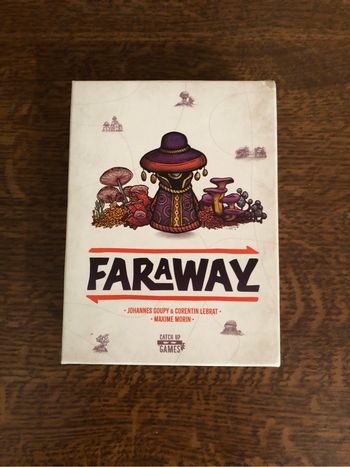 FARAWAY
• JOHANNES GOUPY & CORENTIN LEBRAT •
• MAXIME MORIN •
CATCH UP
GAMES